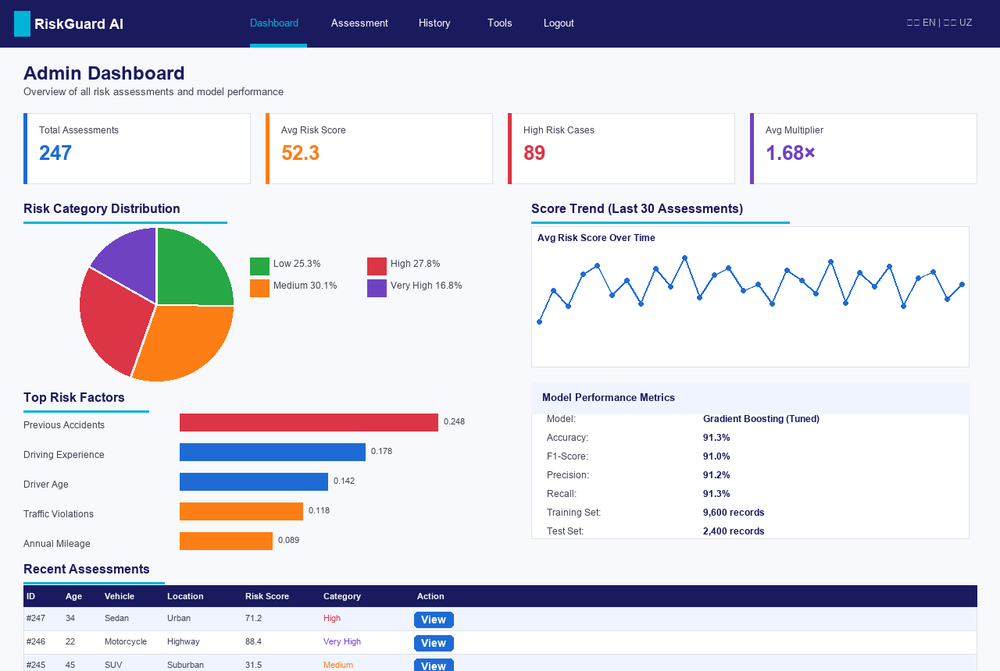 RiskGuard AI
Dashboard Assessment History Tools Logout
EN | UZ
Admin Dashboard
Overview of all risk assessments and model performance
Total Assessments
247
Avg Risk Score
52.3
High Risk Cases
89
Avg Multiplier
1.68×
Risk Category Distribution
Low 25.3%
High 27.8%
Medium 30.1%
Very High 16.8%
Score Trend (Last 30 Assessments)
Avg Risk Score Over Time
Top Risk Factors
Previous Accidents 0.248
Driving Experience 0.178
Driver Age 0.142
Traffic Violations 0.118
Annual Mileage 0.089
Model Performance Metrics
Model: Gradient Boosting (Tuned)
Accuracy: 91.3%
F1-Score: 91.0%
Precision: 91.2%
Recall: 91.3%
Training Set: 9,600 records
Test Set: 2,400 records
Recent Assessments
ID Age Vehicle Location Risk Score Category Action
#247 34 Sedan Urban 71.2 High View
#246 22 Motorcycle Highway 88.4 Very High View
#245 45 SUV Suburban 31.5 Medium View